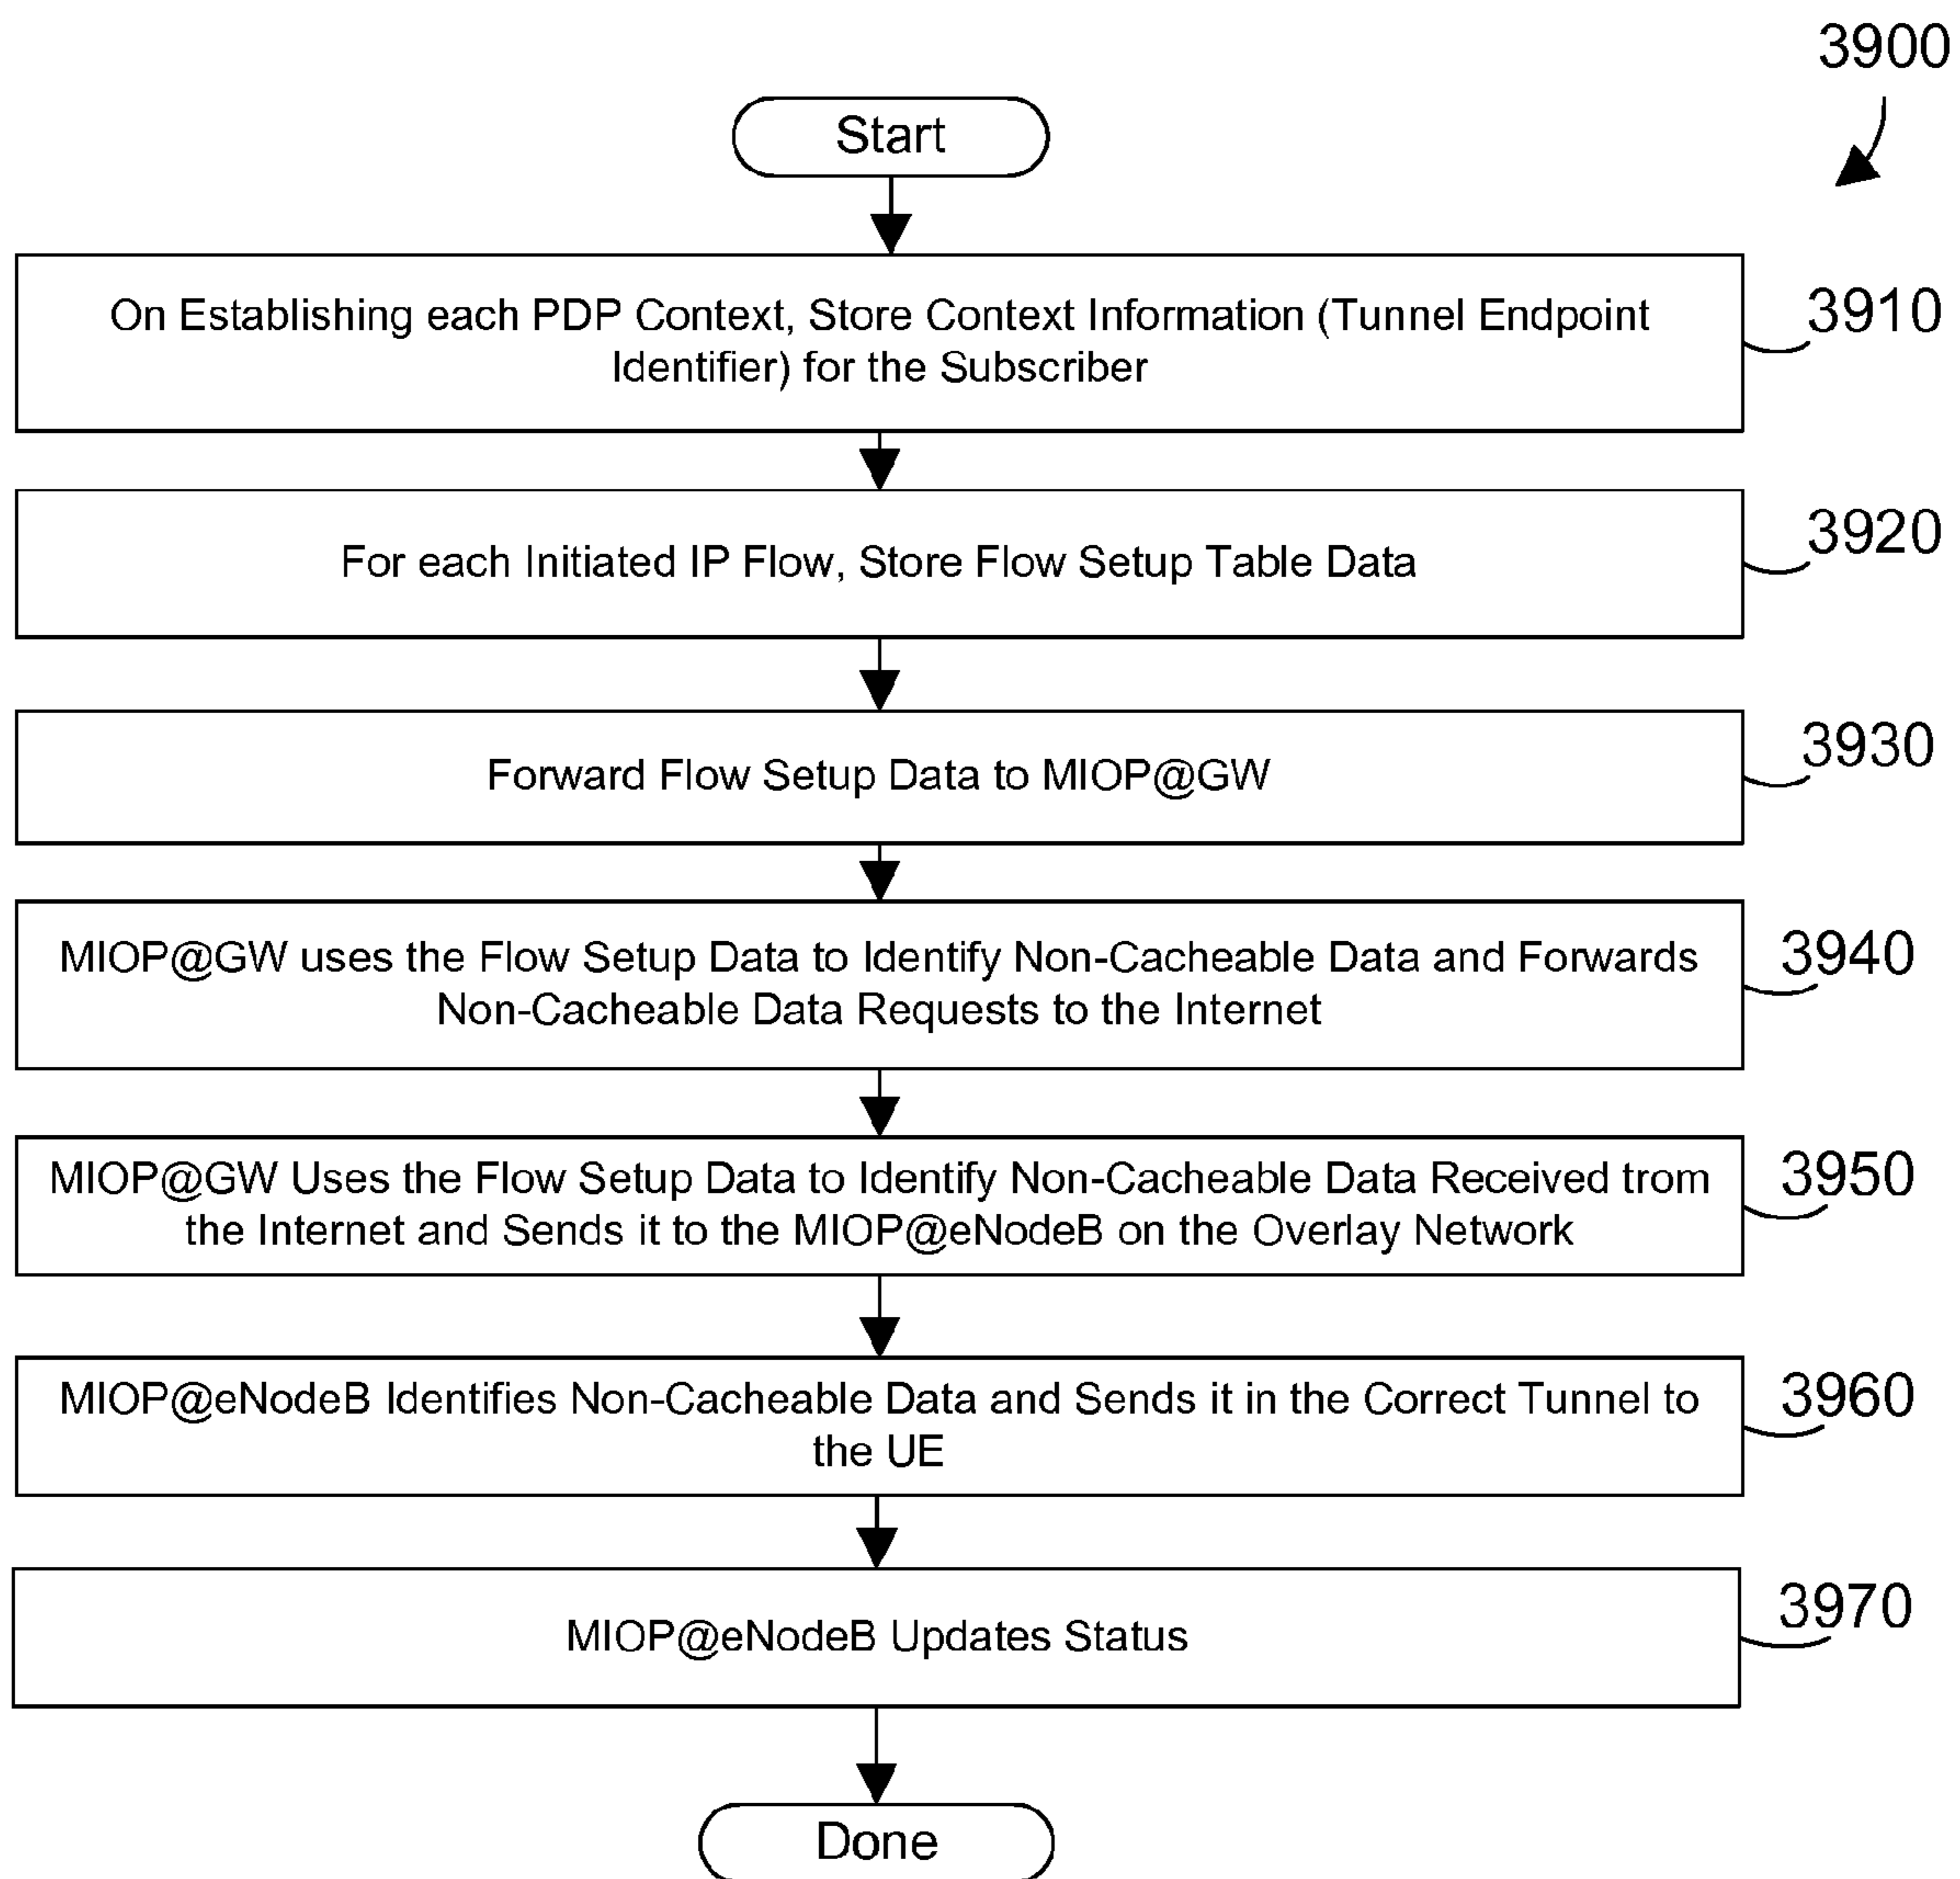 3900
Start
On Establishing each PDP Context, Store Context Information (Tunnel Endpoint
Identifier) for the Subscriber
3910
For each Initiated IP Flow, Store Flow Setup Table Data
3920
Forward Flow Setup Data to MIOP@GW
3930
MIOP@GW uses the Flow Setup Data to Identify Non-Cacheable Data and Forwards
Non-Cacheable Data Requests to the Internet
3940
MIOP@GW Uses the Flow Setup Data to Identify Non-Cacheable Data Received trom
the Internet and Sends it to the MIOP@eNodeB on the Overlay Network
3950
MIOP@eNodeB Identifies Non-Cacheable Data and Sends it in the Correct Tunnel to
the UE
3960
MIOP@eNodeB Updates Status
3970
Done